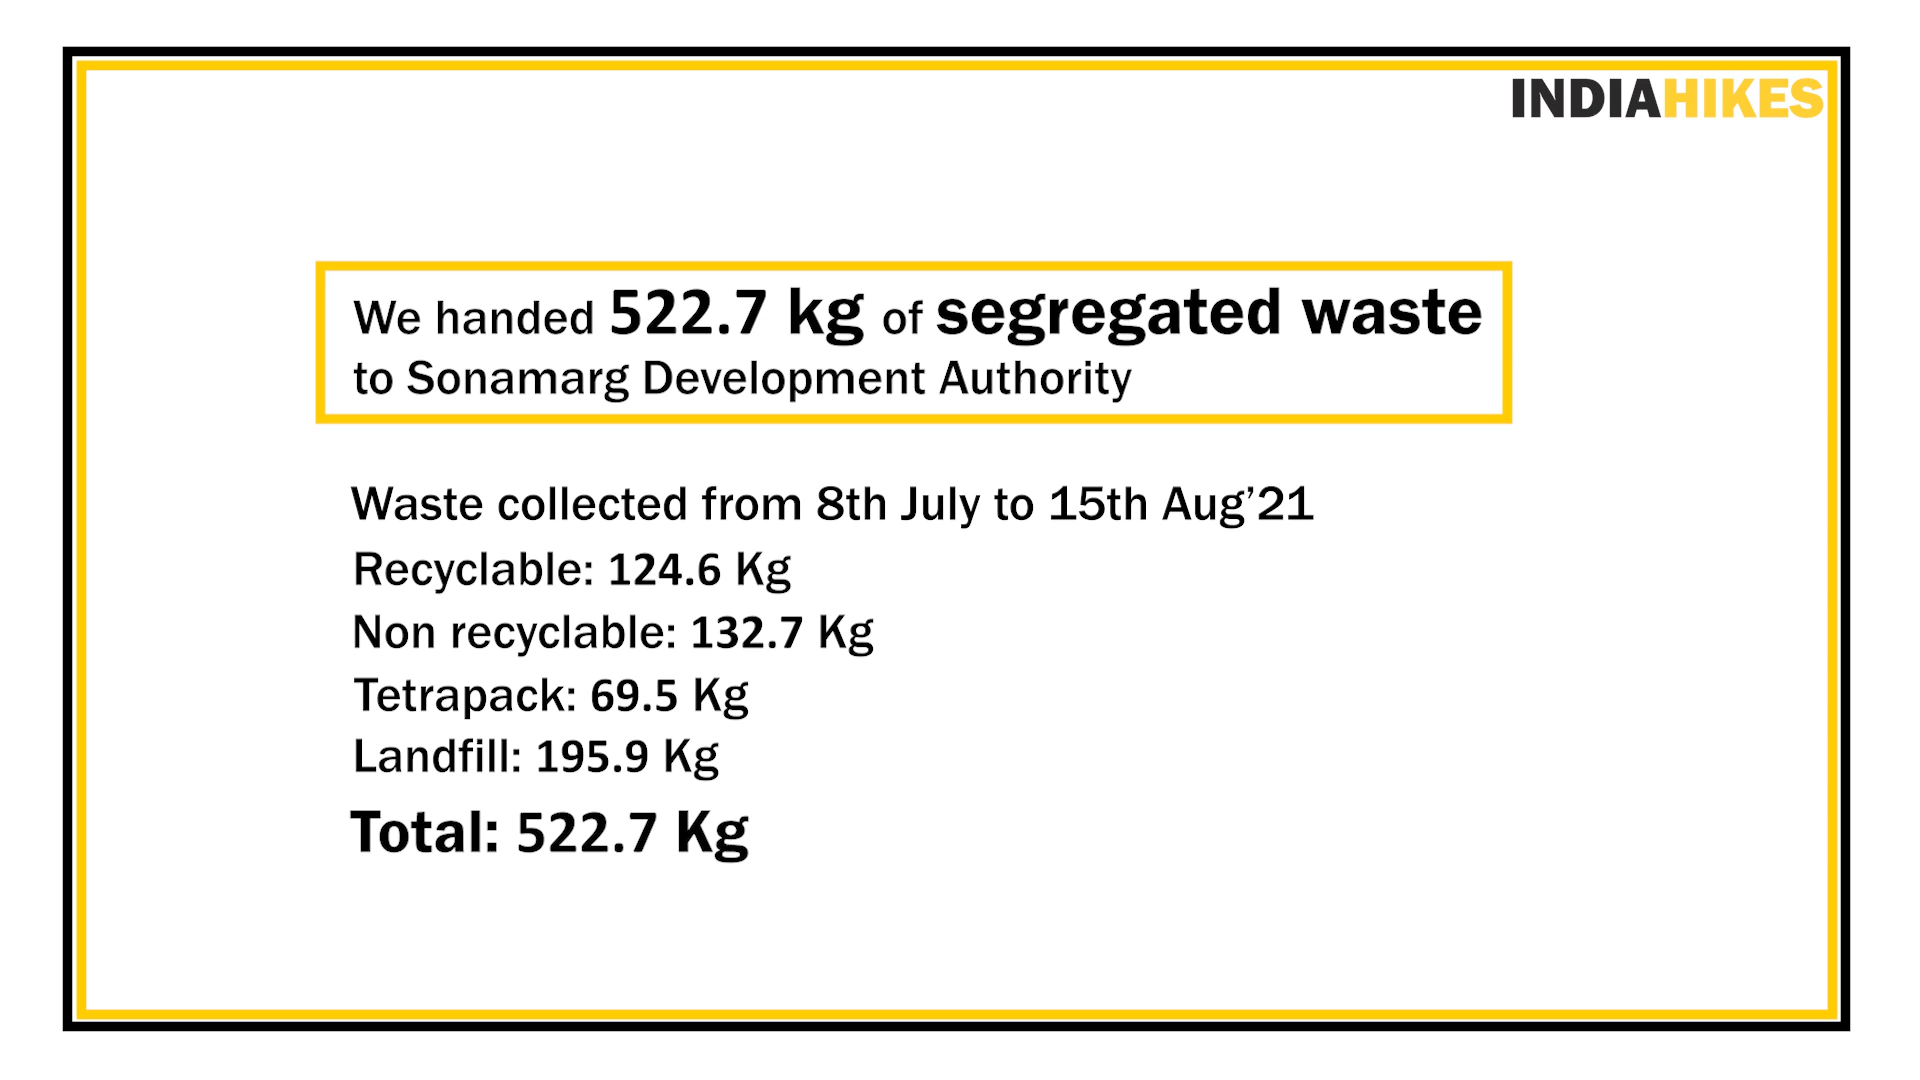 INDIAHIKES
We handed 522.7 kg of segregated waste
to Sonamarg Development Authority
Waste collected from 8th July to 15th Aug’21
Recyclable: 124.6 Kg
Non recyclable: 132.7 Kg
Tetrapack: 69.5 Kg
Landfill: 195.9 Kg
Total: 522.7 Kg